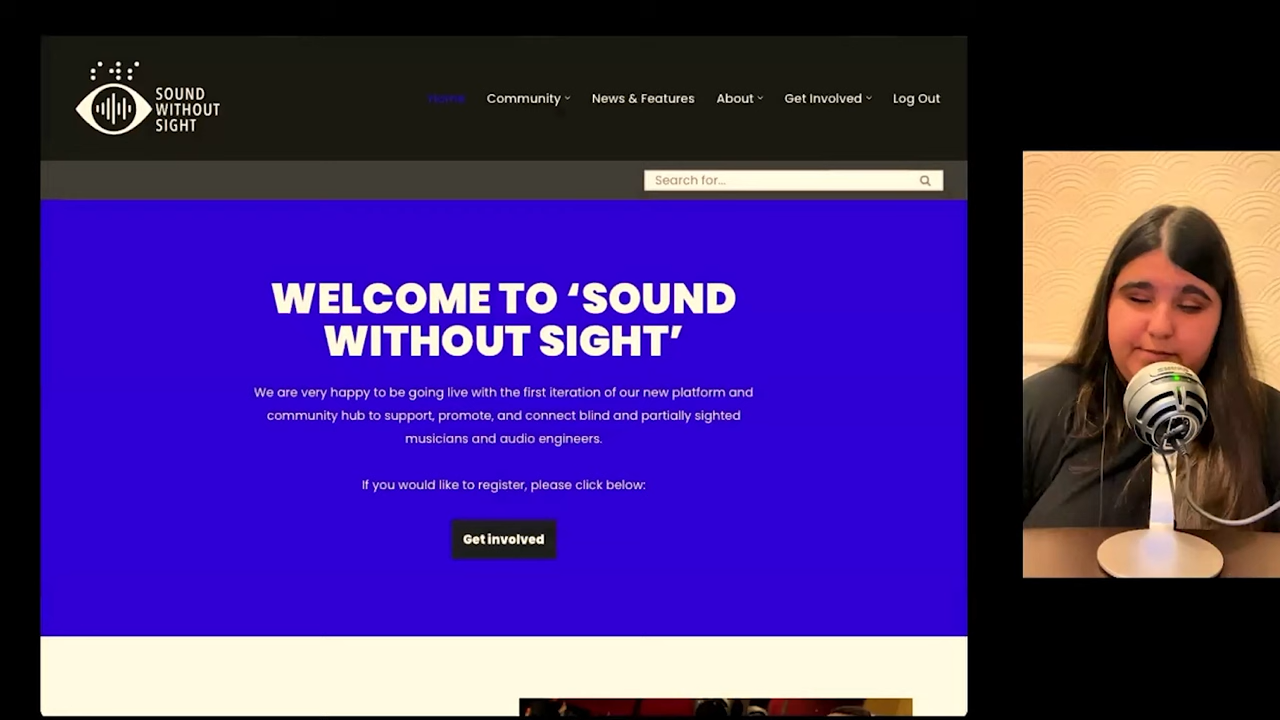 SOUND
WITHOUT
SIGHT
Home
Community
News & Features
About
Get Involved
Log Out
Search for...
WELCOME TO ‘SOUND
WITHOUT SIGHT’
We are very happy to be going live with the first iteration of our new platform and
community hub to support, promote, and connect blind and partially sighted
musicians and audio engineers.
If you would like to register, please click below:
Get involved